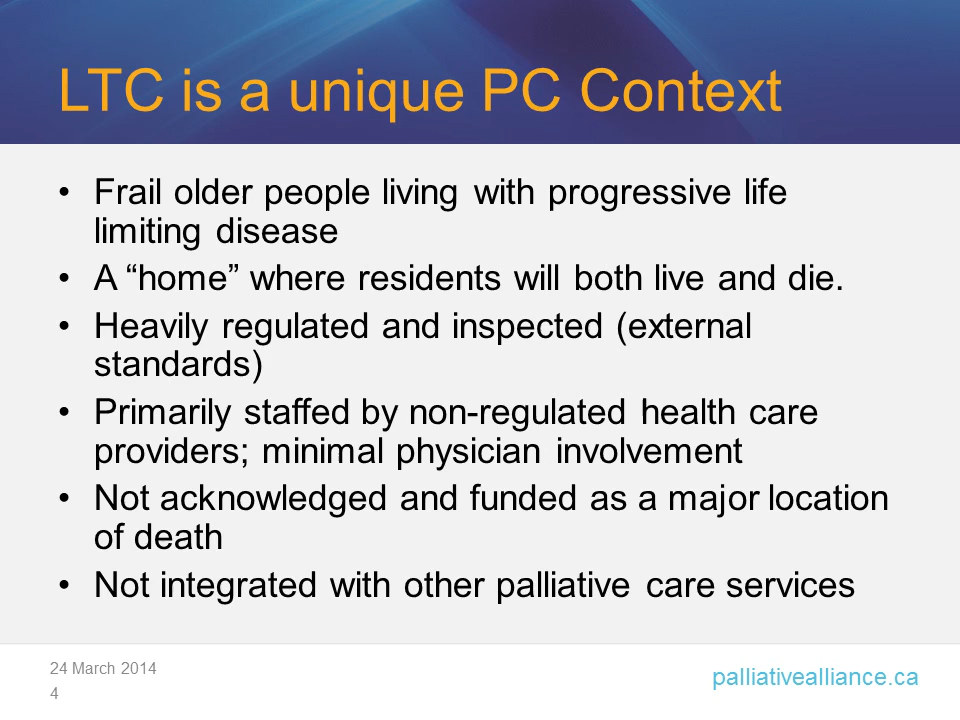 LTC is a unique PC Context
• Frail older people living with progressive life
limiting disease
• A “home” where residents will both live and die.
• Heavily regulated and inspected (external
standards)
• Primarily staffed by non-regulated health care
providers; minimal physician involvement
• Not acknowledged and funded as a major location
of death
• Not integrated with other palliative care services
24 March 2014
4
palliativealliance.ca